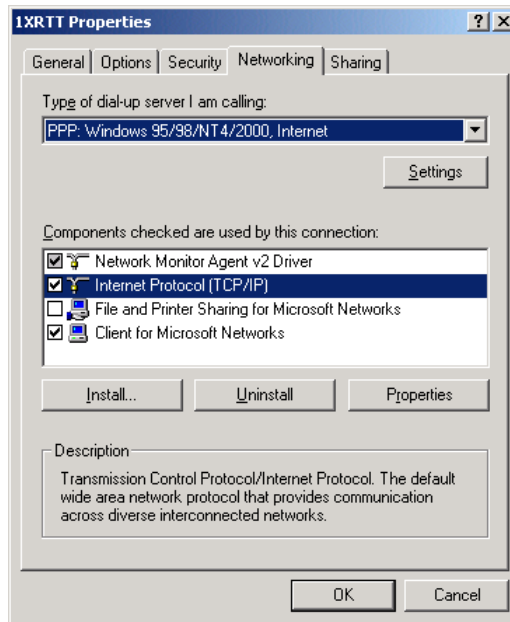 1XRTT Properties
General Options Security Networking Sharing
Type of dial-up server I am calling:
PPP: Windows 95/98/NT4/2000, Internet
Settings
Components checked are used by this connection:
Network Monitor Agent v2 Driver
Internet Protocol (TCP/IP)
File and Printer Sharing for Microsoft Networks
Client for Microsoft Networks
Install... Uninstall Properties
Description
Transmission Control Protocol/Internet Protocol. The default
wide area network protocol that provides communication
across diverse interconnected networks.
OK Cancel